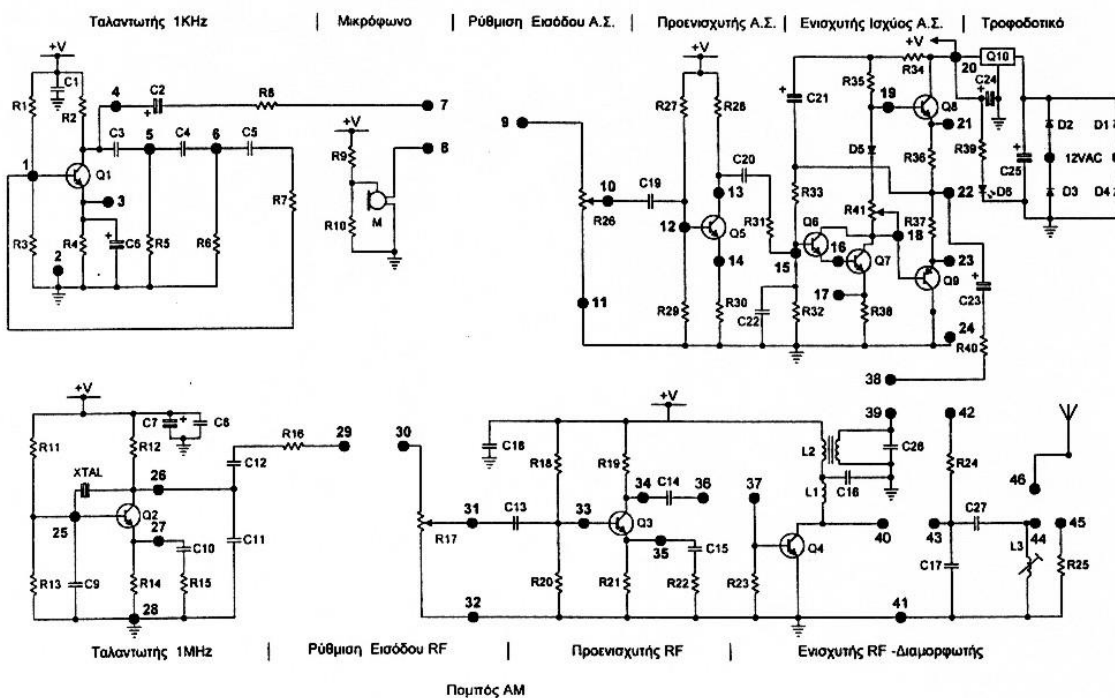 Ταλαντωτής 1KHz | Μικρόφωνο | Ρύθμιση Εισόδου Α.Σ. | Προενισχυτής Α.Σ. | Ενισχυτής Ισχύος Α.Σ. | Τροφοδοτικό
+V +V +V +V
R1 C1 R2 4 C2 R8 7
C3 5 C4 6 C5
1 Q1 3 R7
R3 2 R4 C6 R5 R6
R9 8 M R10
9 10 R26 C19 11
R27 R28 C20 13 12 Q5 14 R31 R29 R30
C21 R35 R34 20 Q10 C24
19 Q8 21 D5 R36 R39 D6
R33 22 R41 R37 Q6 16 18 Q7 23 Q9
15 17 C22 R32 R38 24 C23 R40
C25 D2 D1 12VAC D3 D4
38
+V +V
R11 R12 C7 C8 R16 29
XTAL 26 C12
25 Q2 27 C10 C11
R13 C9 R14 R15
28
30 31 R17 C13 32
C18 R18 R19 34 C14 36
33 Q3 35 C15
R20 R21 R22
37 R23 Q4 L2 L1 C16 C26 39
40 41
42 R24 43 C27 44 C17 L3 45 46 R25
Ταλαντωτής 1MHz | Ρύθμιση Εισόδου RF | Προενισχυτής RF | Ενισχυτής RF -Διαμορφωτής
Πομπός ΑΜ